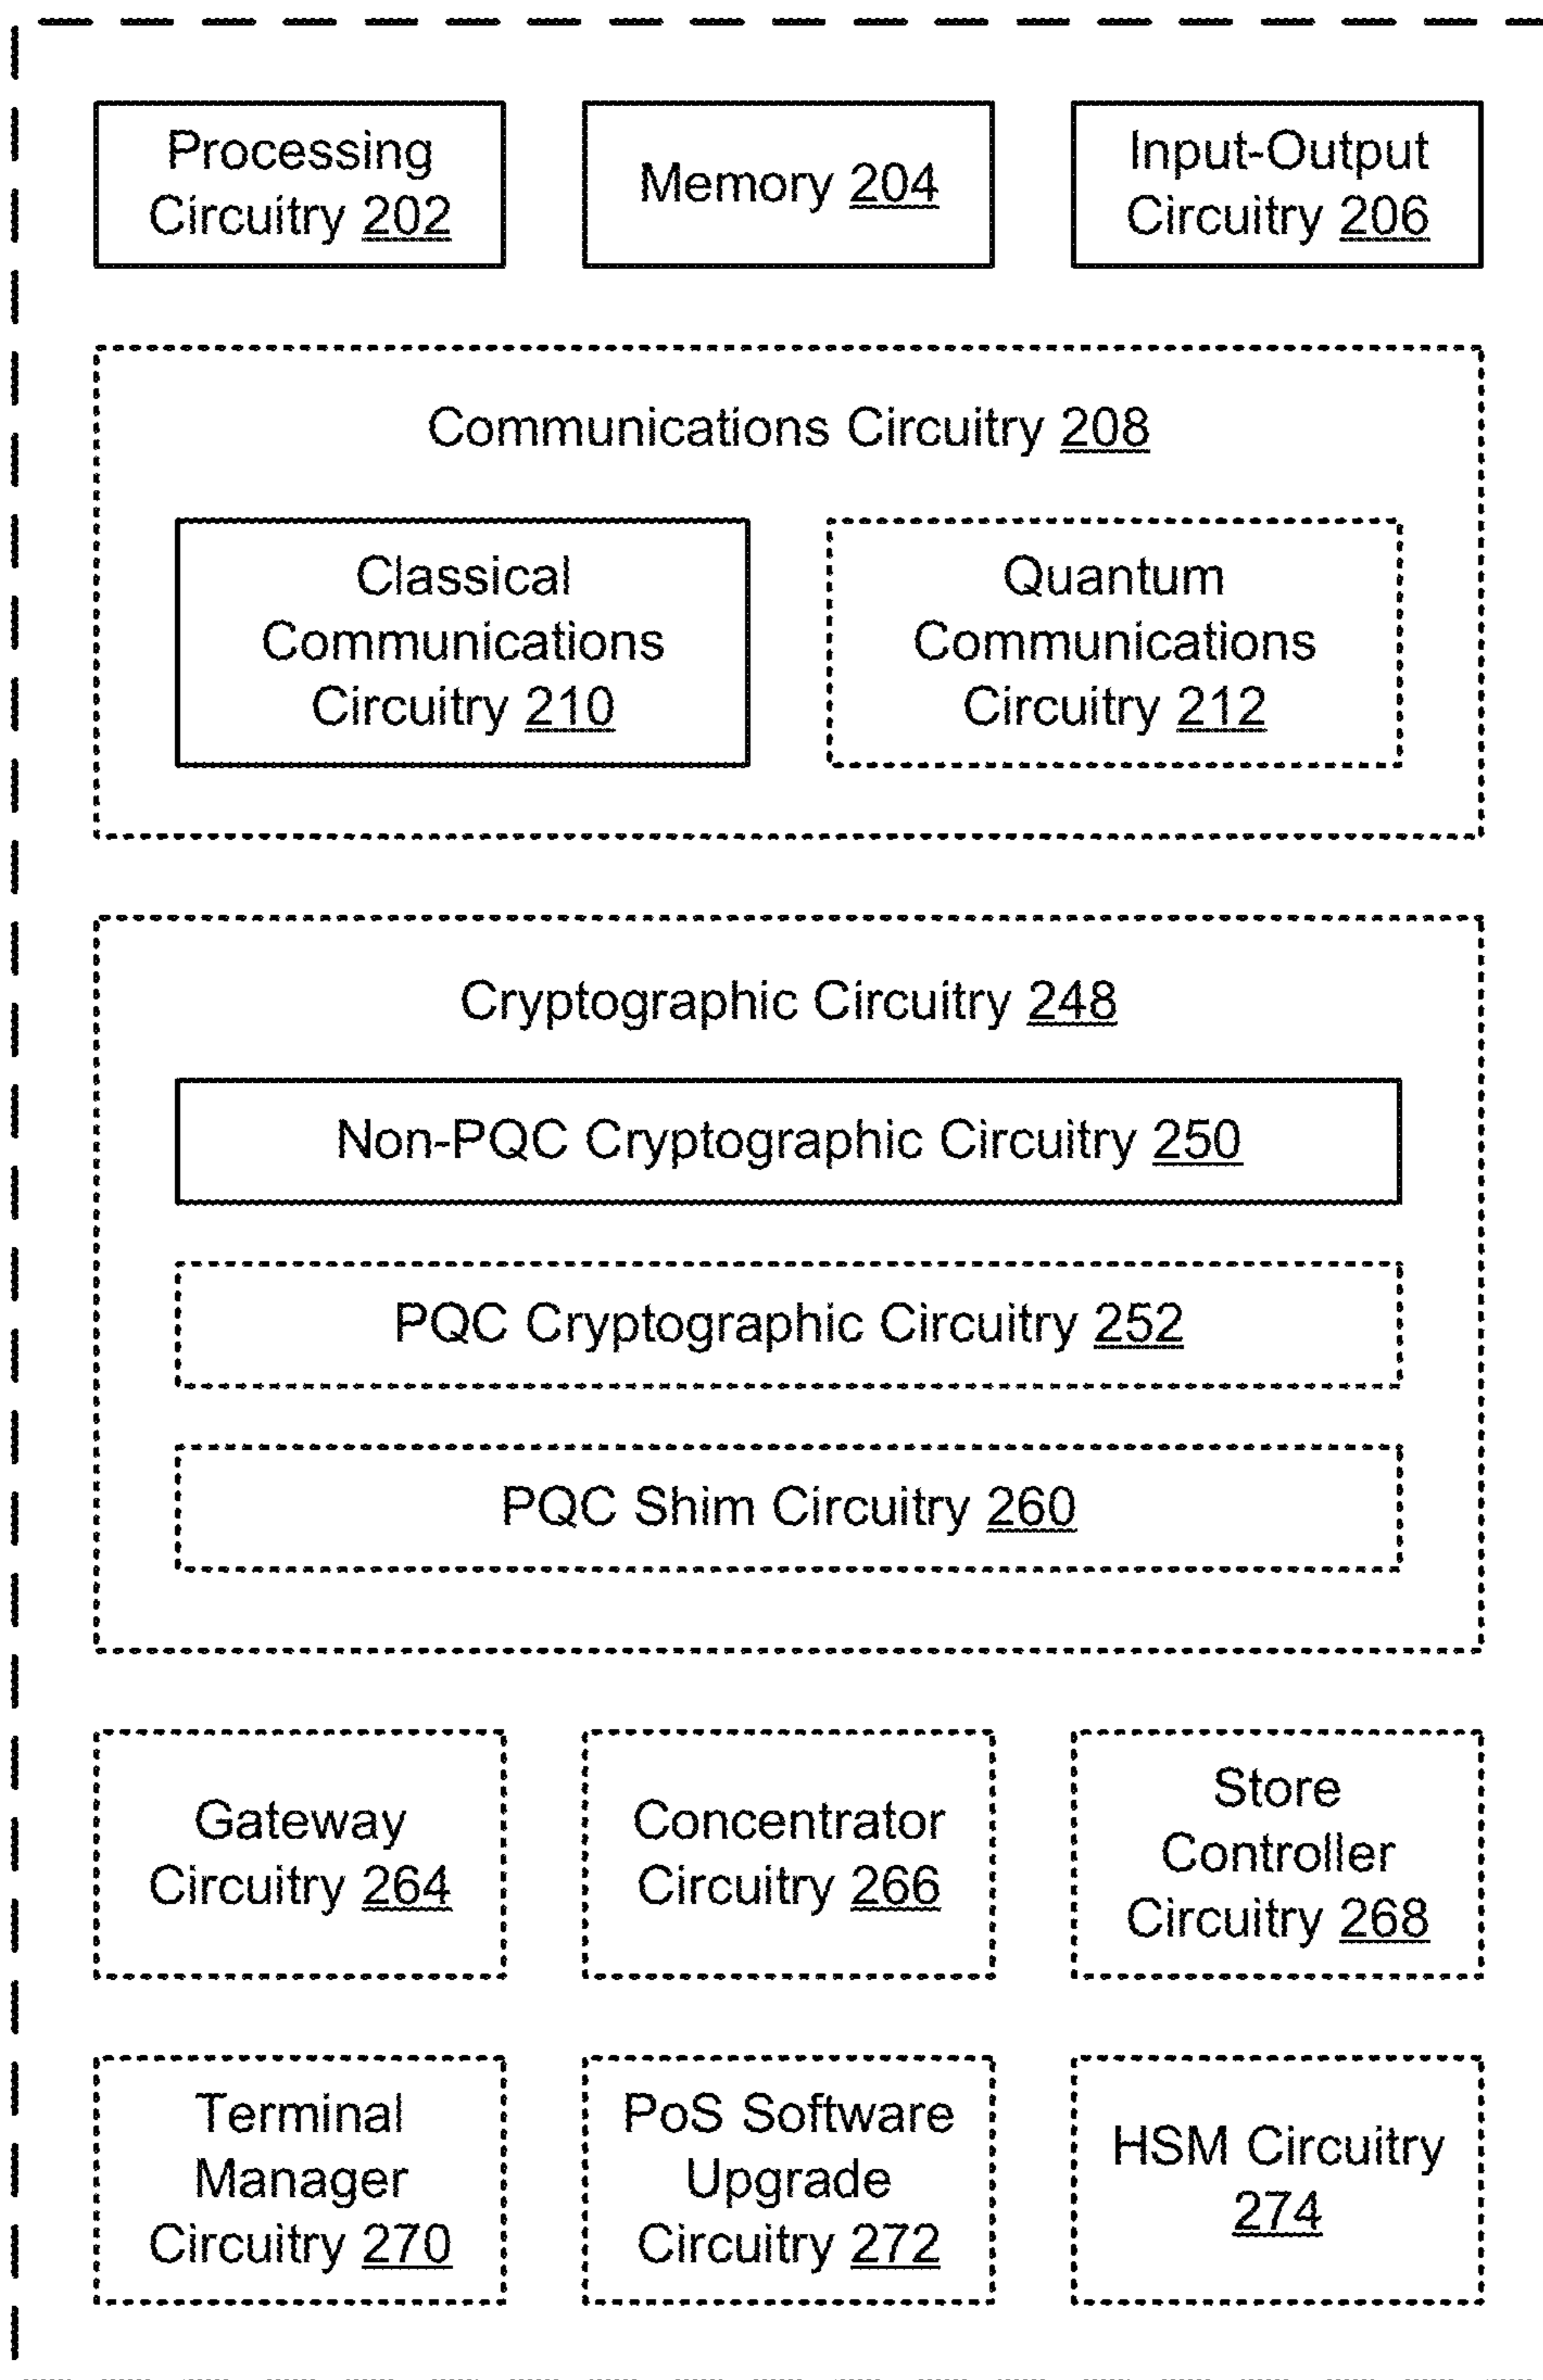 Processing
Circuitry 202
Memory 204
Input-Output
Circuitry 206
Communications Circuitry 208
Classical
Communications
Circuitry 210
Quantum
Communications
Circuitry 212
Cryptographic Circuitry 248
Non-PQC Cryptographic Circuitry 250
PQC Cryptographic Circuitry 252
PQC Shim Circuitry 260
Gateway
Circuitry 264
Concentrator
Circuitry 266
Store
Controller
Circuitry 268
Terminal
Manager
Circuitry 270
PoS Software
Upgrade
Circuitry 272
HSM Circuitry
274